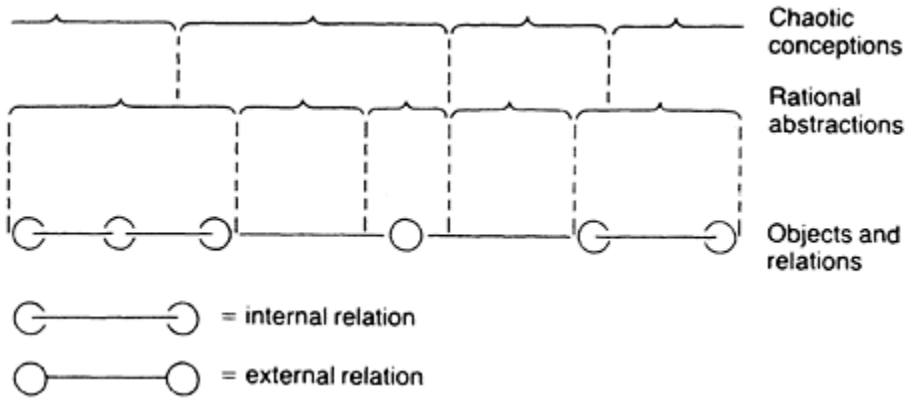 Chaotic
conceptions
Rational
abstractions
Objects and
relations
= internal relation
= external relation